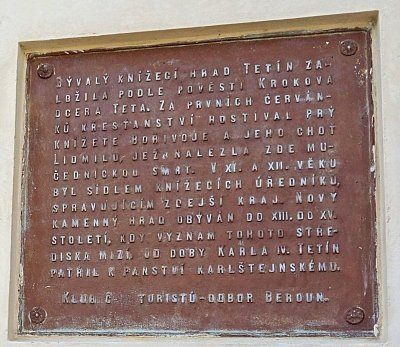 Bývalý knížecí hrad Tetín za-
ložila podle pověsti Krokova
dcera Teta. Za prvních červán-
ků křesťanství hostíval prý
knížete Bořivoje a jeho choť
Lidmilu, jež nalezla zde mu-
čednickou smrt. V XI. a XII. věku
byl sídlem knížecích úředníků,
spravujících zdejší kraj. Nový
kamenný hrad obýván do XIII. do XV.
století, kdy význam tohoto stře-
diska mizí. Od doby Karla IV. Tetín
patřil k panství karlštejnskému.
Klub Č. turistů-odbor Beroun.